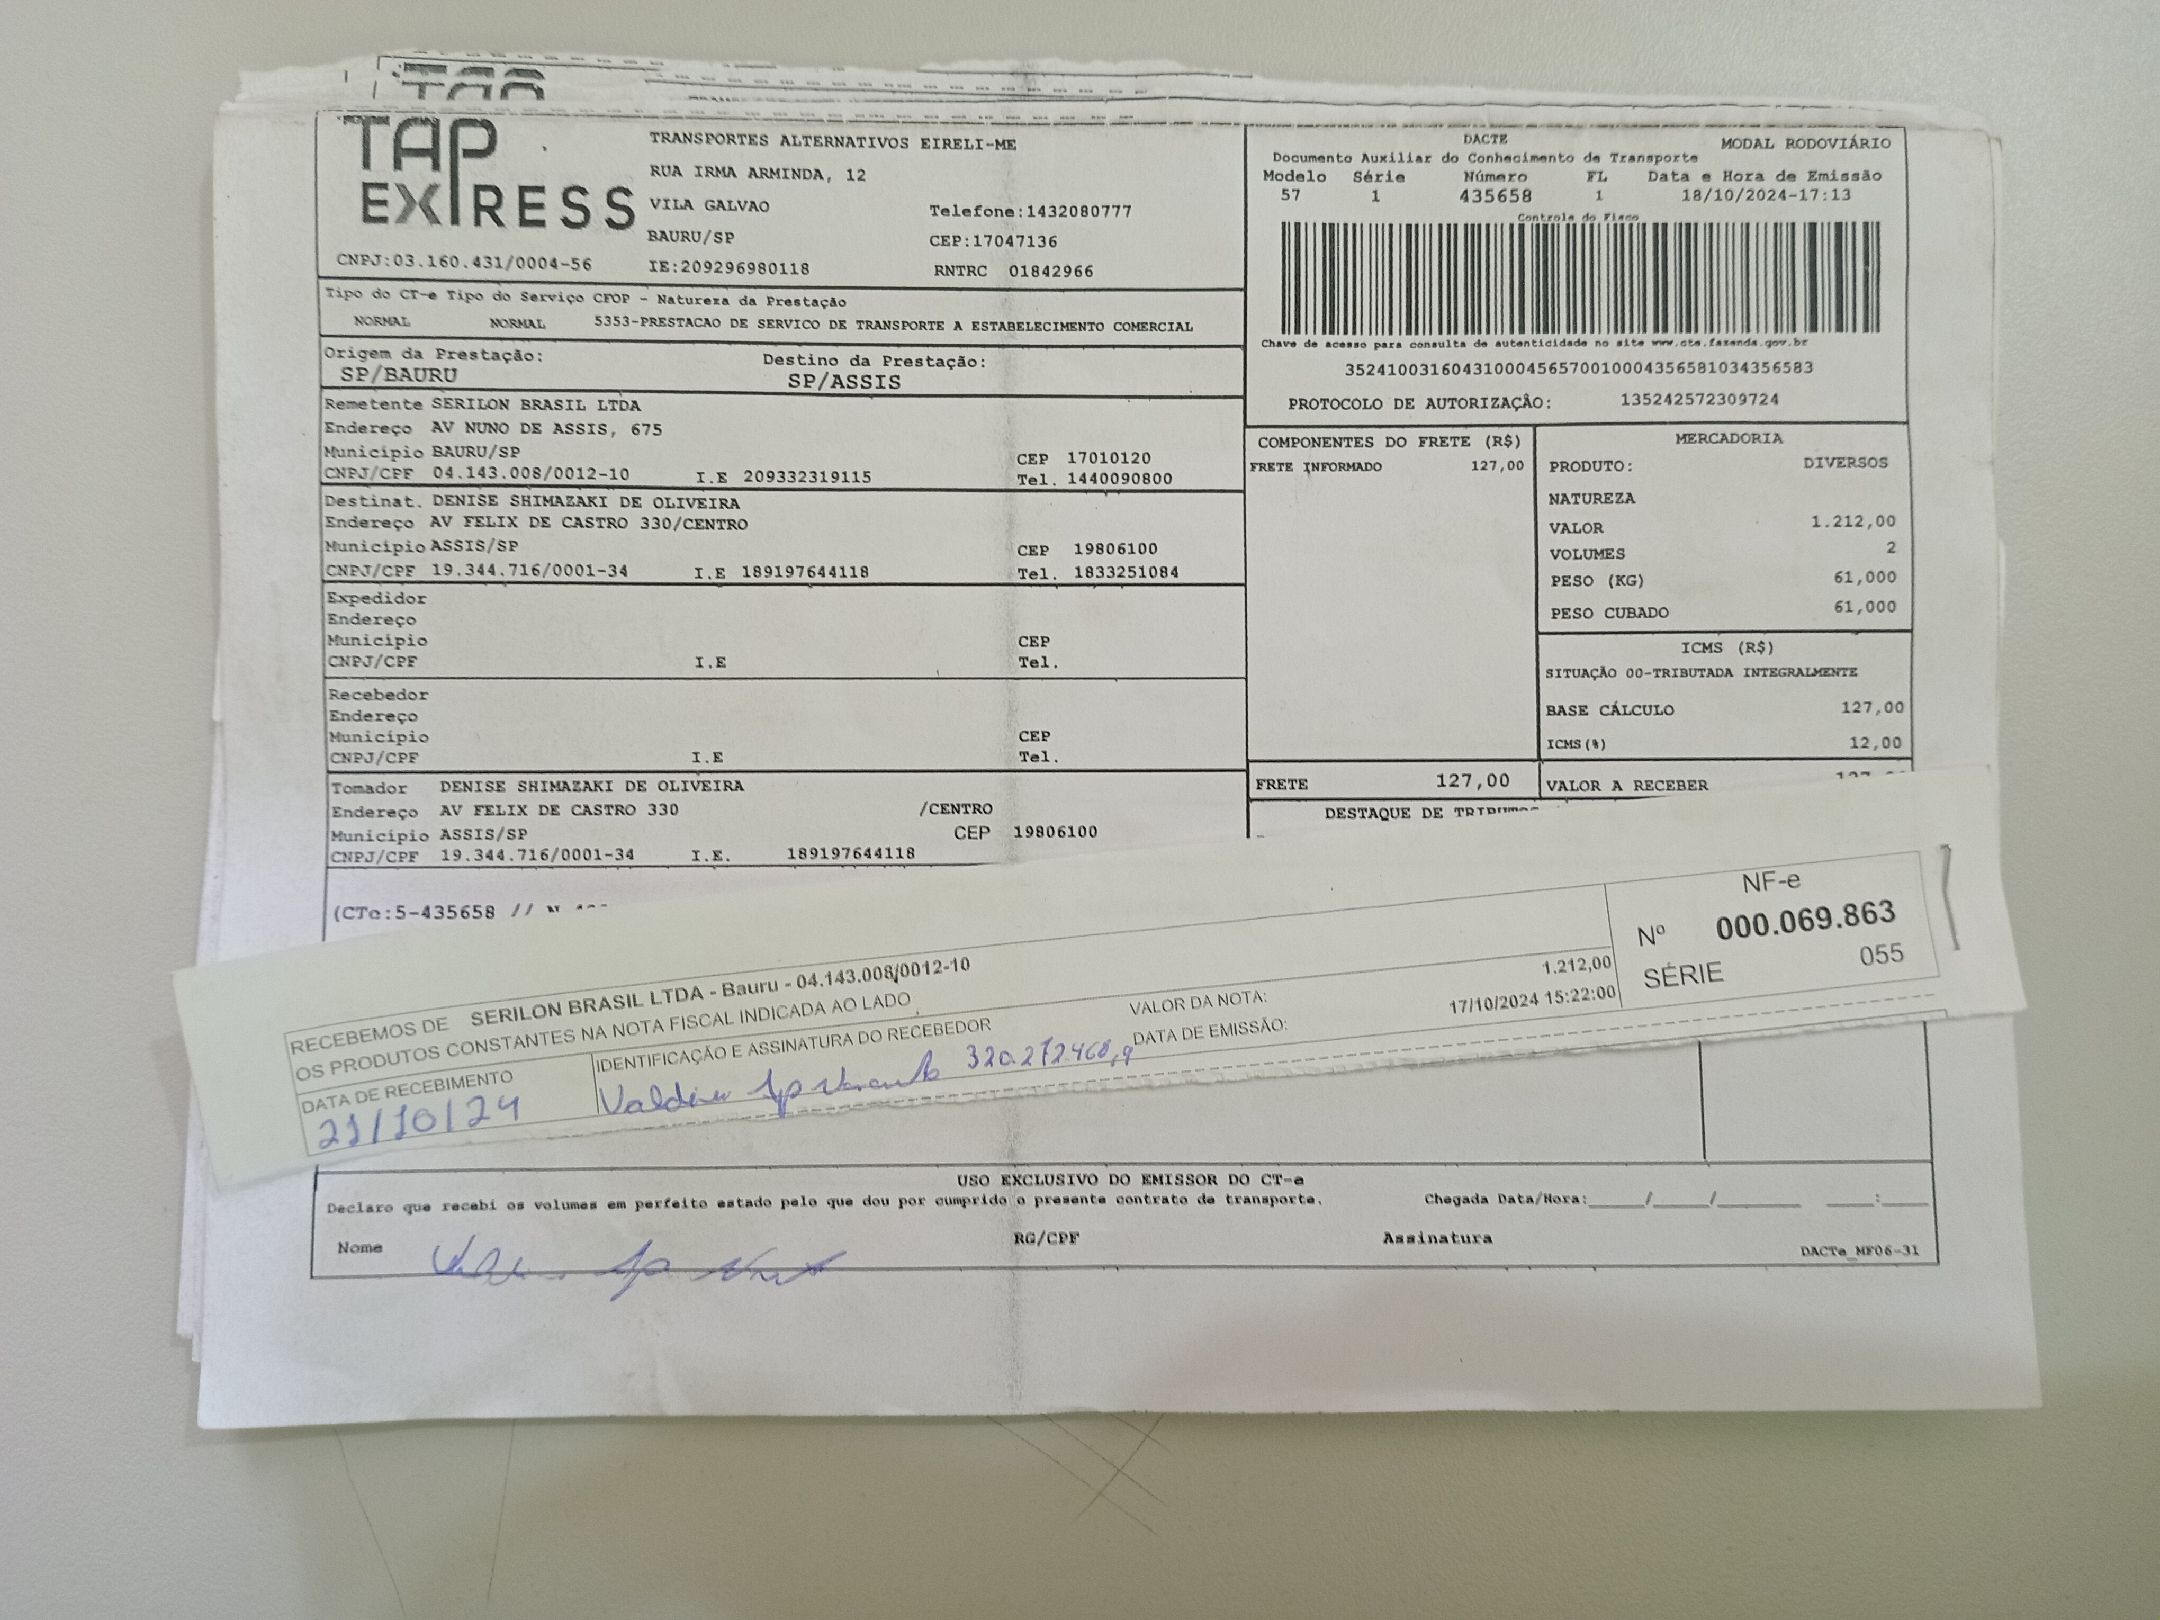 TAP EXPRESS
TRANSPORTES ALTERNATIVOS EIRELI-ME
RUA IRMA ARMINDA, 12
VILA GALVAO Telefone:1432080777
BAURU/SP CEP:17047136
CNPJ:03.160.431/0004-56 IE:209296980118 RNTRC 01842966
DACTE MODAL RODOVIÁRIO
Documento Auxiliar do Conhecimento de Transporte
Modelo Série Número FL Data e Hora de Emissão
57 1 435658 1 18/10/2024-17:13
Controle do Fisco
Chave de acesso para consulta de autenticidade no site www.cte.fazenda.gov.br
35241003160431000456570010004356581034356583
PROTOCOLO DE AUTORIZAÇÃO: 135242572309724
Tipo do CT-e Tipo do Serviço CFOP - Natureza da Prestação
NORMAL NORMAL 5353-PRESTACAO DE SERVICO DE TRANSPORTE A ESTABELECIMENTO COMERCIAL
Origem da Prestação: Destino da Prestação:
SP/BAURU SP/ASSIS
Remetente SERILON BRASIL LTDA
Endereço AV NUNO DE ASSIS, 675
Município BAURU/SP CEP 17010120
CNPJ/CPF 04.143.008/0012-10 I.E 209332319115 Tel. 1440090800
Destinat. DENISE SHIMAZAKI DE OLIVEIRA
Endereço AV FELIX DE CASTRO 330/CENTRO
Município ASSIS/SP CEP 19806100
CNPJ/CPF 19.344.716/0001-34 I.E 189197644118 Tel. 1833251084
Expedidor
Endereço
Município CEP
CNPJ/CPF I.E Tel.
Recebedor
Endereço
Município CEP
CNPJ/CPF I.E Tel.
Tomador DENISE SHIMAZAKI DE OLIVEIRA
Endereço AV FELIX DE CASTRO 330 /CENTRO
Município ASSIS/SP CEP 19806100
CNPJ/CPF 19.344.716/0001-34 I.E. 189197644118
(CTe:5-435658 //
COMPONENTES DO FRETE (R$)
FRETE INFORMADO 127,00
FRETE 127,00
MERCADORIA
PRODUTO: DIVERSOS
NATUREZA
VALOR 1.212,00
VOLUMES 2
PESO (KG) 61,000
PESO CUBADO 61,000
ICMS (R$)
SITUAÇÃO 00-TRIBUTADA INTEGRALMENTE
BASE CÁLCULO 127,00
ICMS(%) 12,00
VALOR A RECEBER
DESTAQUE DE TRIBUTOS
RECEBEMOS DE SERILON BRASIL LTDA - Bauru - 04.143.008/0012-10
OS PRODUTOS CONSTANTES NA NOTA FISCAL INDICADA AO LADO
DATA DE RECEBIMENTO IDENTIFICAÇÃO E ASSINATURA DO RECEBEDOR
21/10/24
VALOR DA NOTA: 1.212,00
DATA DE EMISSÃO: 17/10/2024 15:22:00
NF-e
Nº 000.069.863
SÉRIE 055
USO EXCLUSIVO DO EMISSOR DO CT-e
Declaro que recebi os volumes em perfeito estado pelo que dou por cumprido o presente contrato de transporte. Chegada Data/Hora:____/____/______ ___:___
Nome RG/CPF Assinatura
DACTe_MF06-31